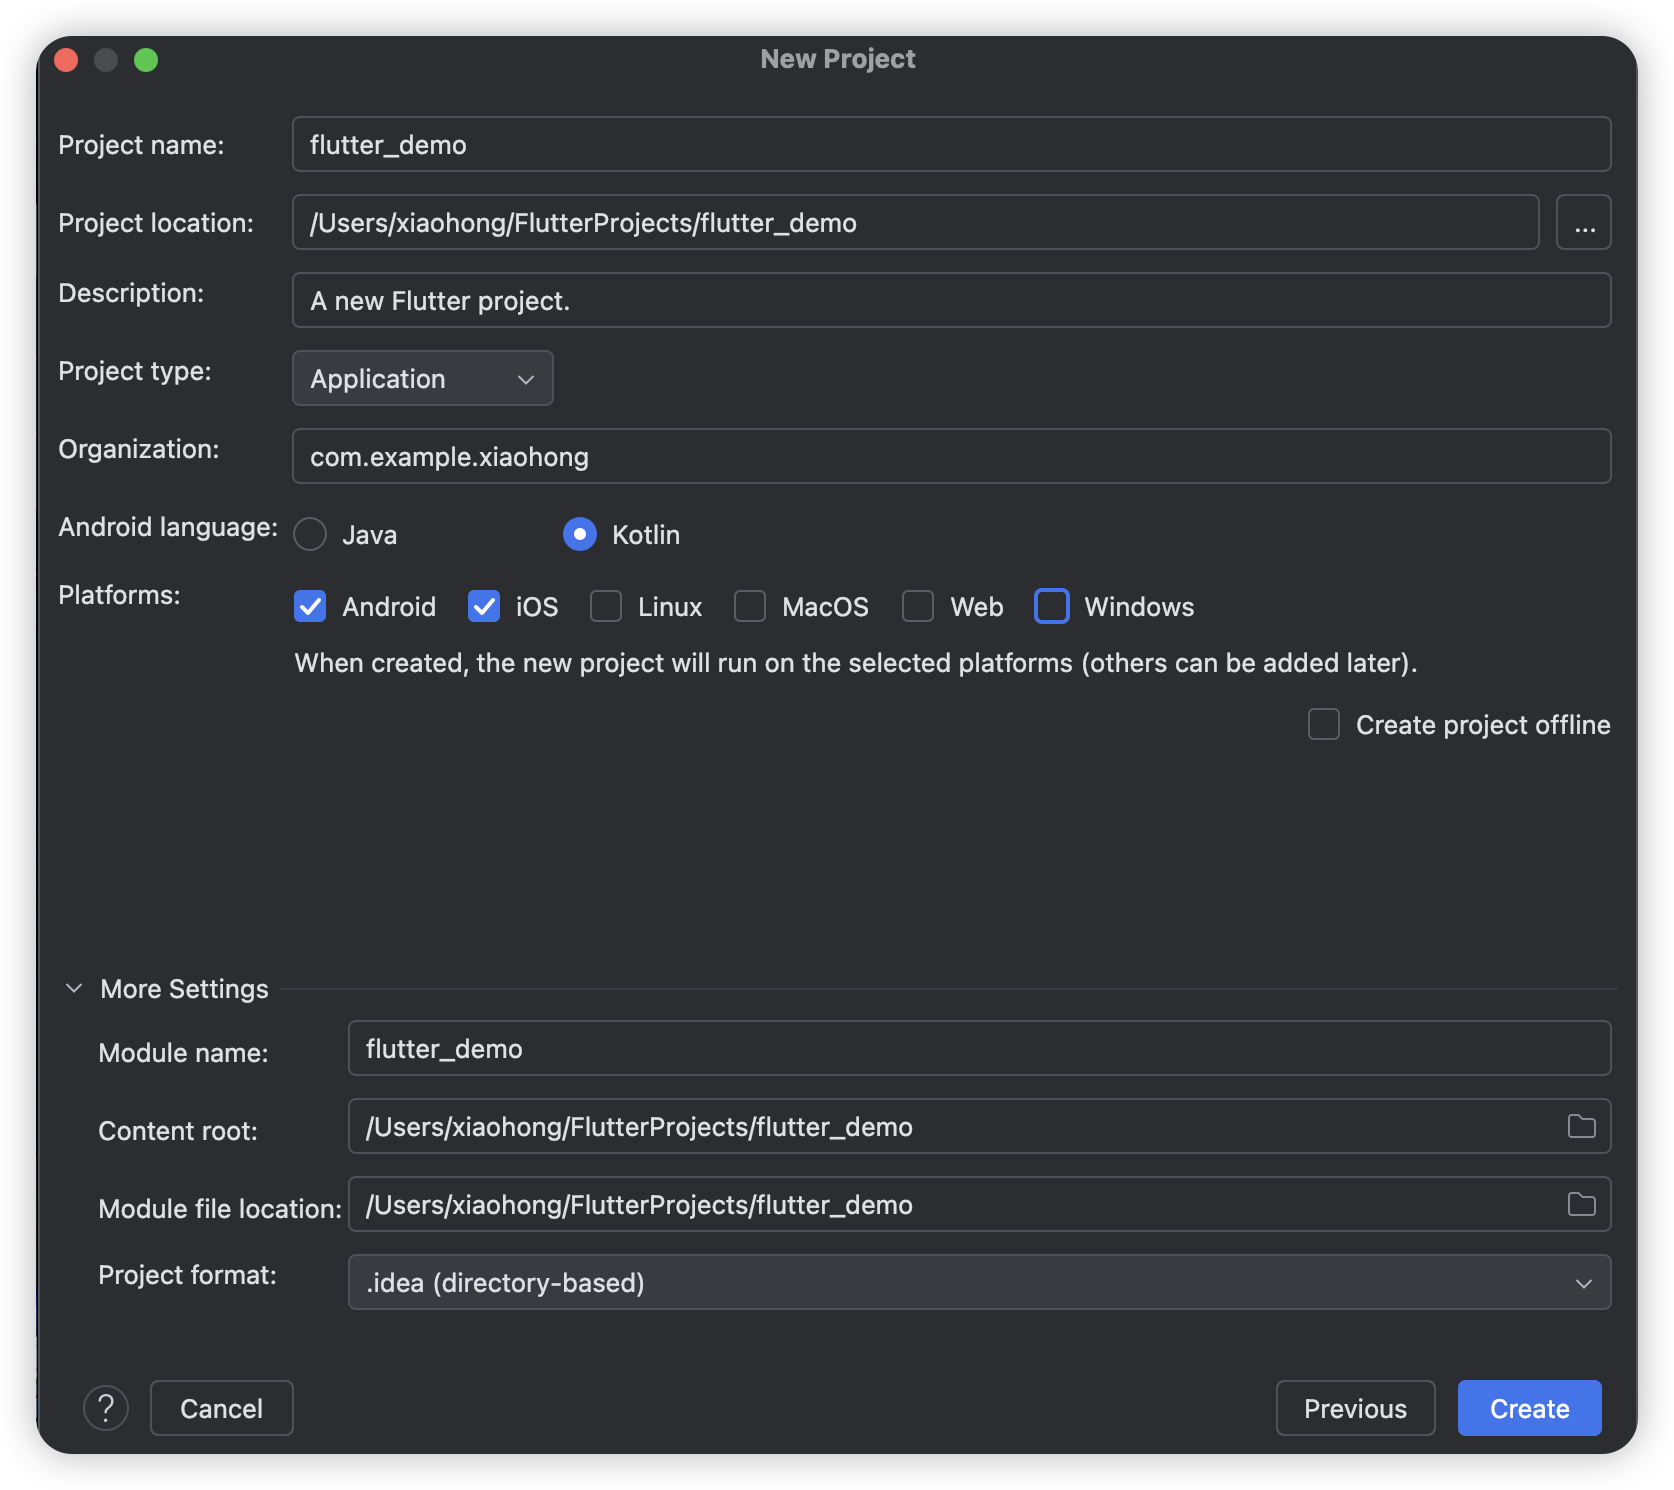 New Project
Project name: flutter_demo
Project location: /Users/xiaohong/FlutterProjects/flutter_demo ...
Description: A new Flutter project.
Project type: Application
Organization: com.example.xiaohong
Android language: Java Kotlin
Platforms: Android iOS Linux MacOS Web Windows
When created, the new project will run on the selected platforms (others can be added later).
Create project offline
More Settings
Module name: flutter_demo
Content root: /Users/xiaohong/FlutterProjects/flutter_demo
Module file location: /Users/xiaohong/FlutterProjects/flutter_demo
Project format: .idea (directory-based)
? Cancel Previous Create